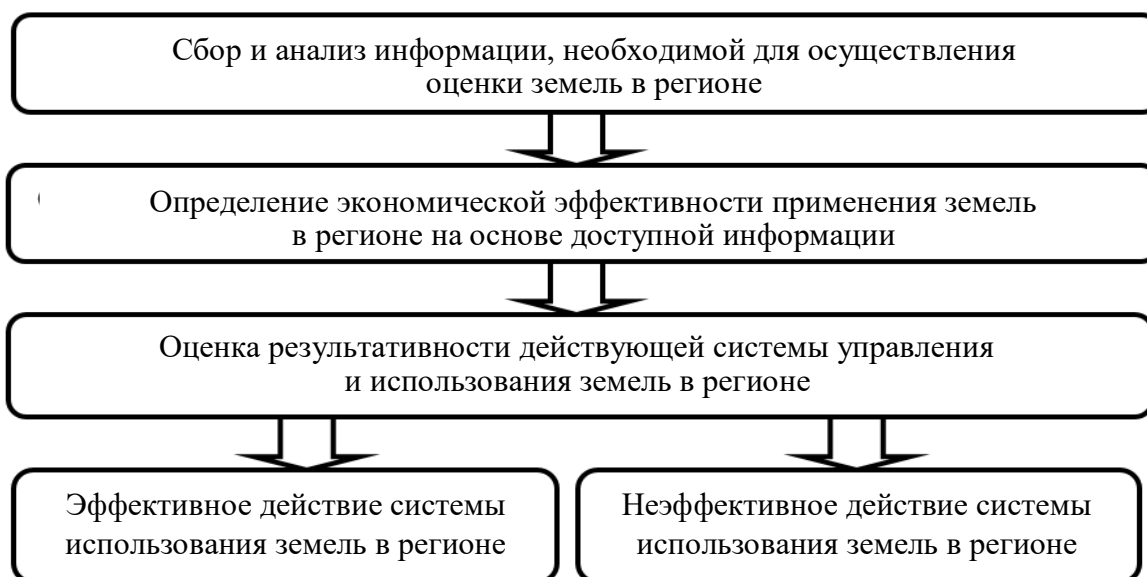 Сбор и анализ информации, необходимой для осуществления
оценки земель в регионе
Определение экономической эффективности применения земель
в регионе на основе доступной информации
Оценка результативности действующей системы управления
и использования земель в регионе
Эффективное действие системы
использования земель в регионе
Неэффективное действие системы
использования земель в регионе